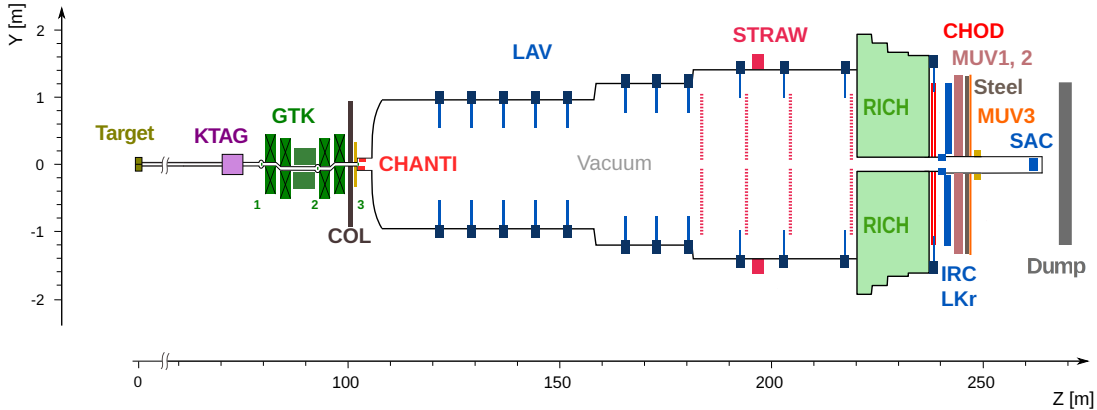 Y [m]
2
1
0
-1
-2
Target
KTAG
GTK
1
2
3
COL
CHANTI
LAV
Vacuum
STRAW
RICH
RICH
CHOD
MUV1, 2
Steel
MUV3
SAC
IRC
LKr
Dump
0
100
150
200
250
Z [m]